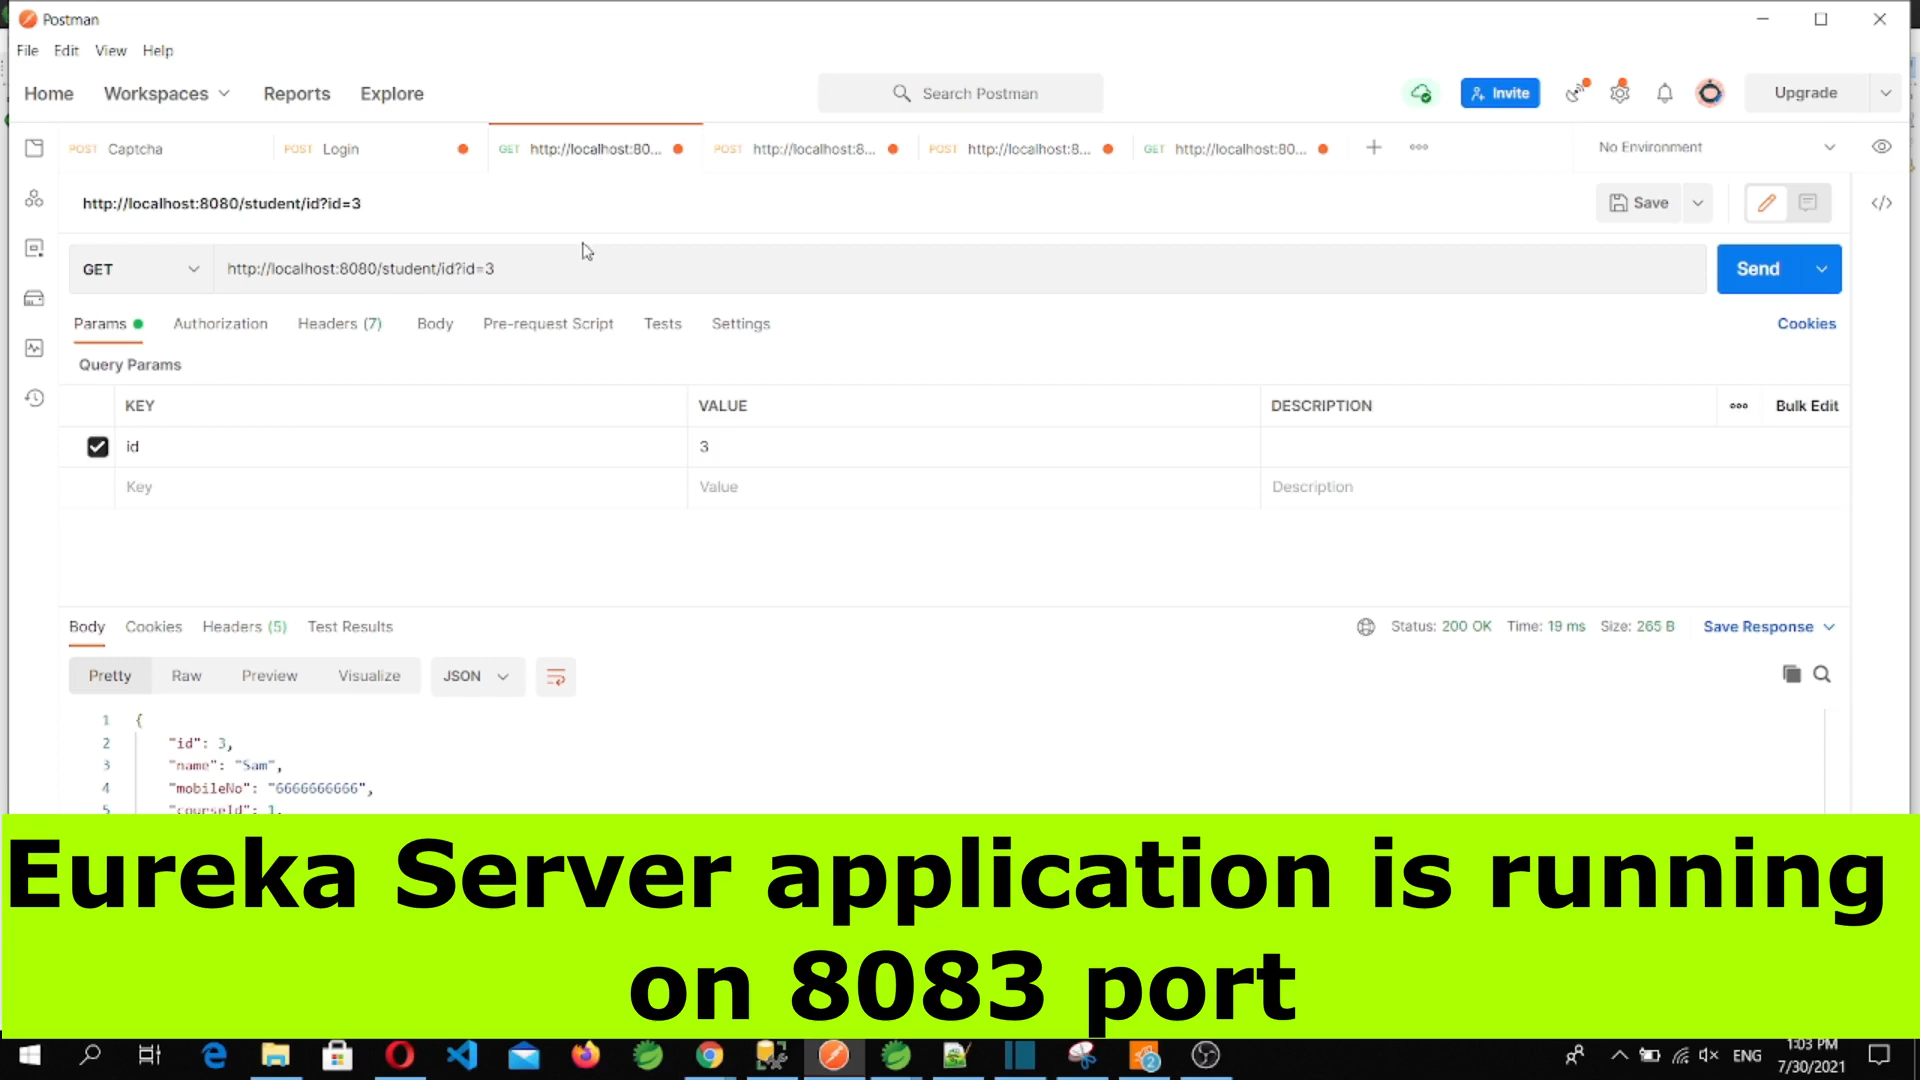 Postman
File Edit View Help
Home Workspaces Reports Explore Search Postman Invite Upgrade
POST Captcha POST Login GET http://localhost:80... POST http://localhost:8... POST http://localhost:8... GET http://localhost:80... No Environment
http://localhost:8080/student/id?id=3 Save
GET http://localhost:8080/student/id?id=3 Send
Params Authorization Headers (7) Body Pre-request Script Tests Settings Cookies
Query Params
KEY VALUE DESCRIPTION Bulk Edit
id 3
Key Value Description
Body Cookies Headers (5) Test Results Status: 200 OK Time: 19 ms Size: 265 B Save Response
Pretty Raw Preview Visualize JSON
1 {
2 "id": 3,
3 "name": "Sam",
4 "mobileNo": "6666666666",
5 "courseId": 1,
Eureka Server application is running
on 8083 port
2 ENG 1:03 PM
7/30/2021